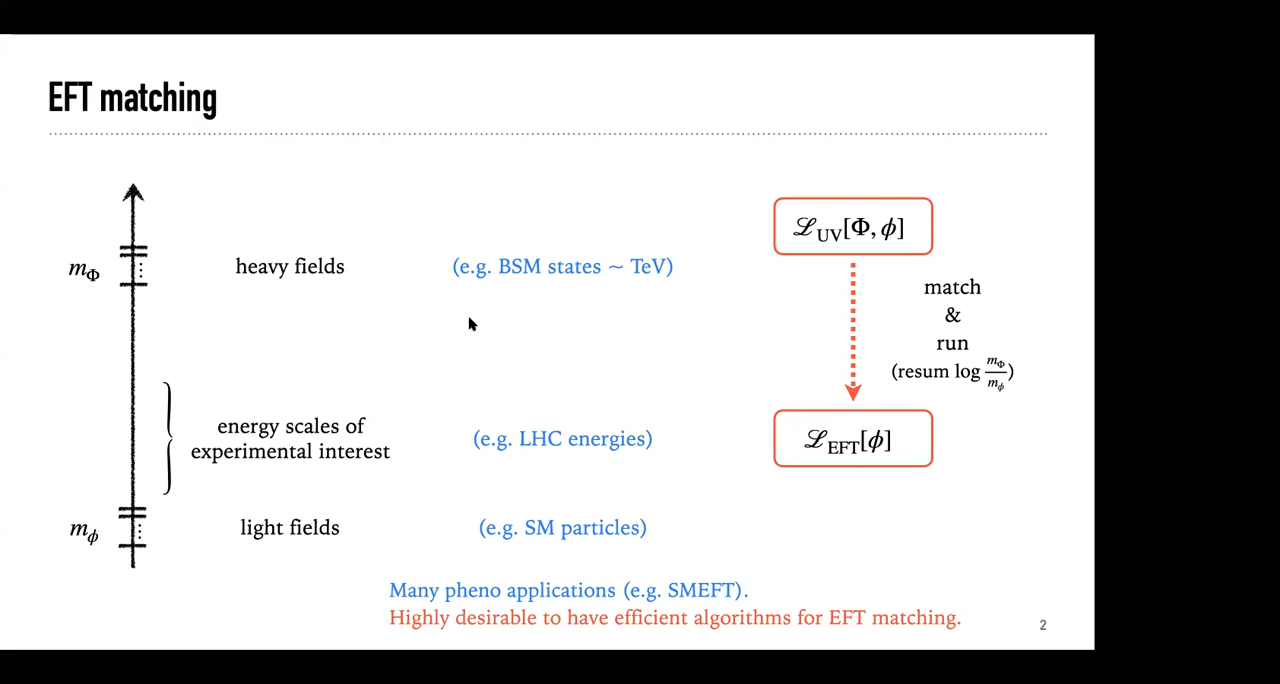 EFT matching
m_Φ
heavy fields
(e.g. BSM states ~ TeV)
ℒ_UV[Φ, ϕ]
match
&
run
(resum log m_Φ/m_ϕ)
energy scales of
experimental interest
(e.g. LHC energies)
ℒ_EFT[ϕ]
m_ϕ
light fields
(e.g. SM particles)
Many pheno applications (e.g. SMEFT).
Highly desirable to have efficient algorithms for EFT matching.
2